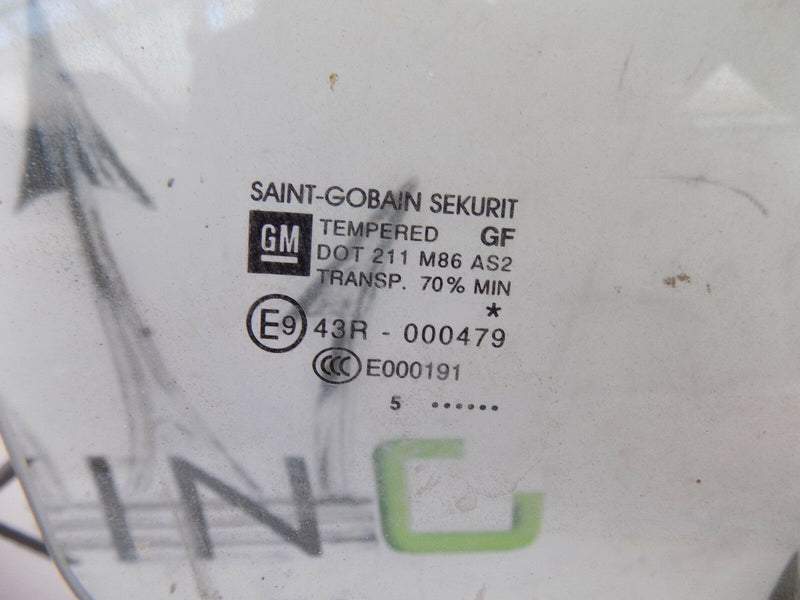 SAINT-GOBAIN SEKURIT
GM TEMPERED GF
DOT 211 M86 AS2
TRANSP. 70% MIN
*
E9 43R - 000479
CCC E000191
5 ......
ING